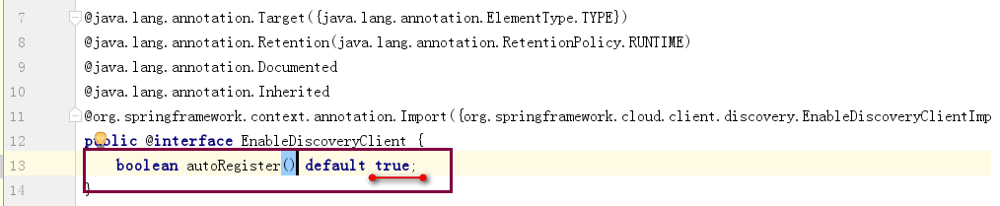 7 @java.lang.annotation.Target({java.lang.annotation.ElementType.TYPE})
8 @java.lang.annotation.Retention(java.lang.annotation.RetentionPolicy.RUNTIME)
9 @java.lang.annotation.Documented
10 @java.lang.annotation.Inherited
11 @org.springframework.context.annotation.Import({org.springframework.cloud.client.discovery.EnableDiscoveryClientImp
12 public @interface EnableDiscoveryClient {
13 boolean autoRegister() default true;
14 }